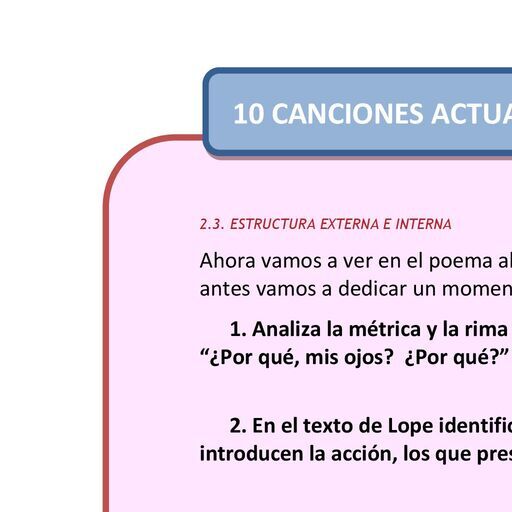 10 CANCIONES ACTUA
2.3. ESTRUCTURA EXTERNA E INTERNA
Ahora vamos a ver en el poema al
antes vamos a dedicar un momen
1. Analiza la métrica y la rima
“¿Por qué, mis ojos? ¿Por qué?”
2. En el texto de Lope identific
introducen la acción, los que pres